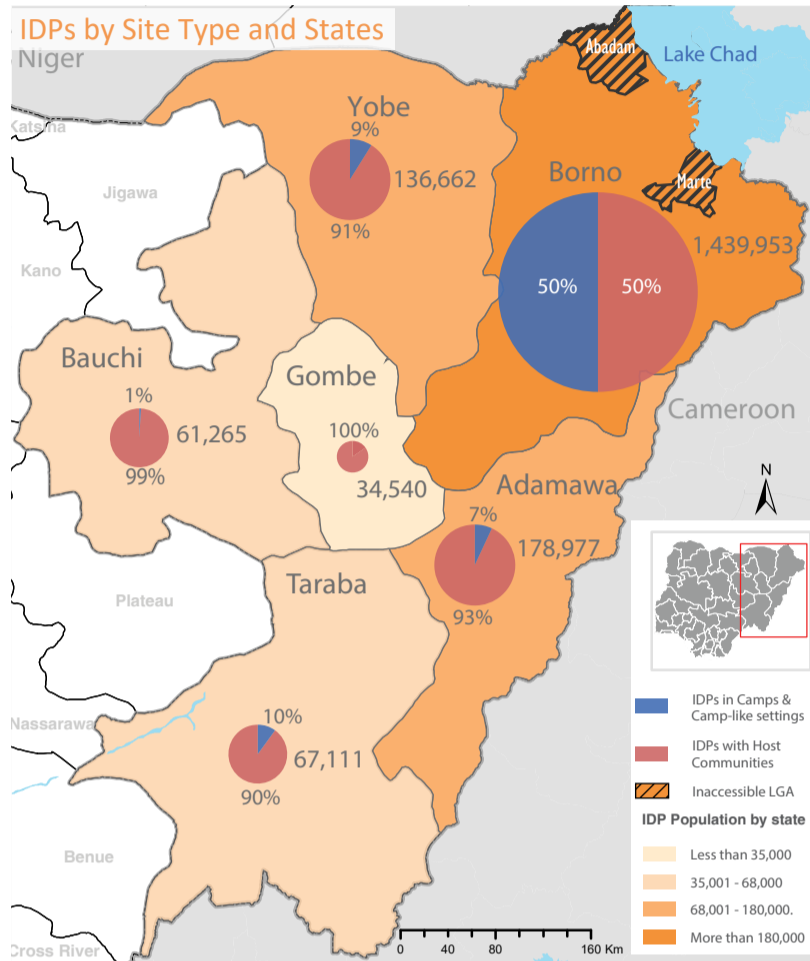 IDPs by Site Type and States
Niger
Abadam
Lake Chad
Katsina
Yobe
9%
136,662
91%
Borno
Marte
1,439,953
50%
50%
Jigawa
Kano
Bauchi
1%
61,265
99%
Gombe
100%
34,540
Cameroon
N
Adamawa
7%
178,977
93%
Plateau
Taraba
10%
67,111
90%
Nassarawa
Benue
Cross River
IDPs in Camps &
Camp-like settings
IDPs with Host
Communities
Inaccessible LGA
IDP Population by state
Less than 35,000
35,001 - 68,000
68,001 - 180,000.
More than 180,000
0 40 80 160 Km